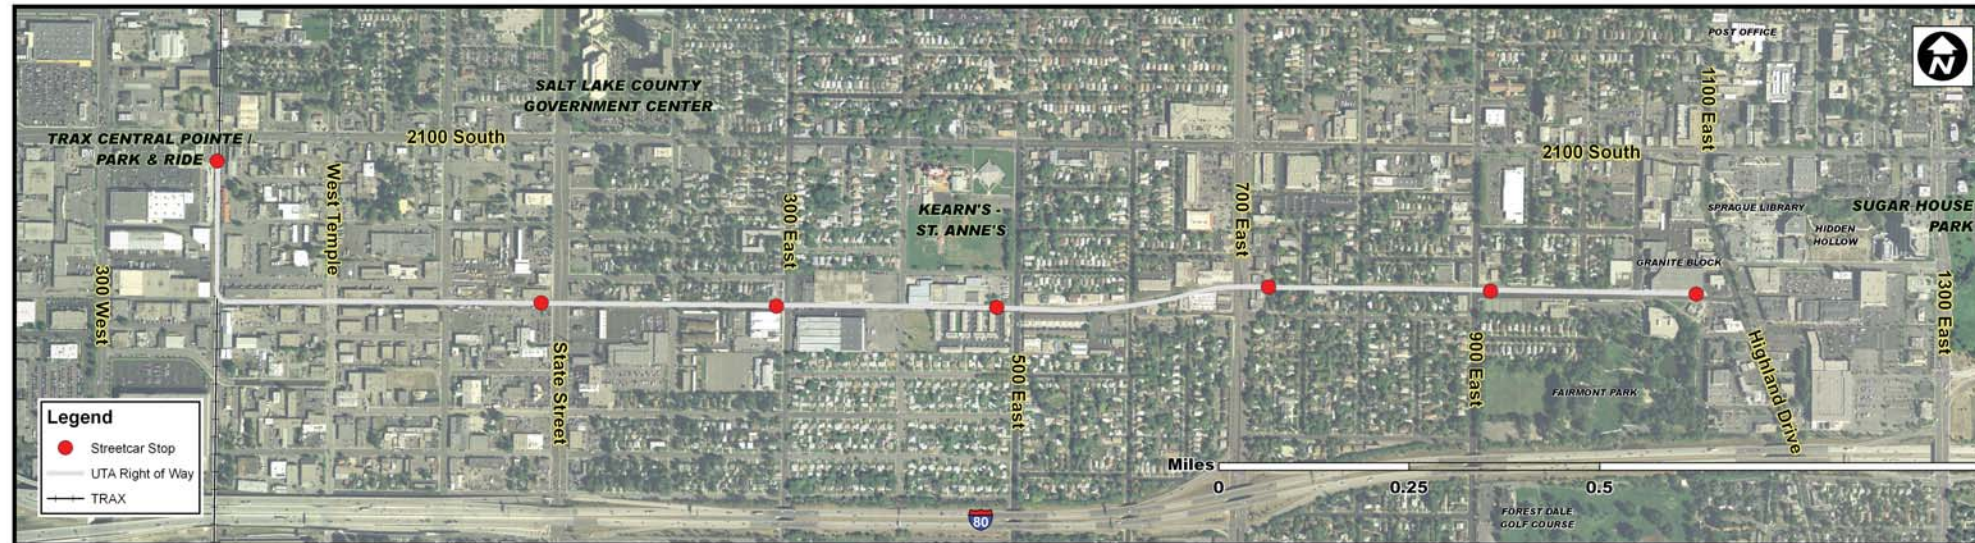 POST OFFICE
N
1100 East
SALT LAKE COUNTY
GOVERNMENT CENTER
TRAX CENTRAL POINTE /
PARK & RIDE
2100 South
2100 South
West Temple
300 East
KEARN'S -
ST. ANNE'S
700 East
SPRAGUE LIBRARY
SUGAR HOUSE
PARK
HIDDEN
HOLLOW
GRANITE BLOCK
300 West
1300 East
State Street
500 East
900 East
Highland Drive
FAIRMONT PARK
Legend
Streetcar Stop
UTA Right of Way
TRAX
Miles
0
0.25
0.5
80
FOREST DALE
GOLF COURSE